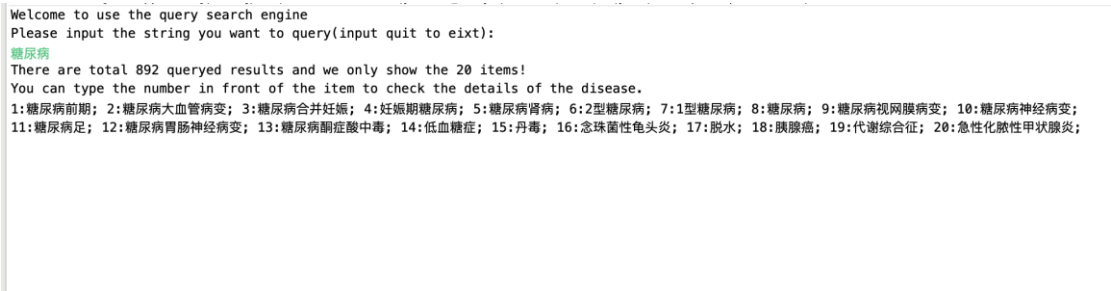 Welcome to use the query search engine
Please input the string you want to query(input quit to eixt):
糖尿病
There are total 892 queryed results and we only show the 20 items!
You can type the number in front of the item to check the details of the disease.
1:糖尿病前期; 2:糖尿病大血管病变; 3:糖尿病合并妊娠; 4:妊娠期糖尿病; 5:糖尿病肾病; 6:2型糖尿病; 7:1型糖尿病; 8:糖尿病; 9:糖尿病视网膜病变; 10:糖尿病神经病变;
11:糖尿病足; 12:糖尿病胃肠神经病变; 13:糖尿病酮症酸中毒; 14:低血糖症; 15:丹毒; 16:念珠菌性龟头炎; 17:脱水; 18:胰腺癌; 19:代谢综合征; 20:急性化脓性甲状腺炎;